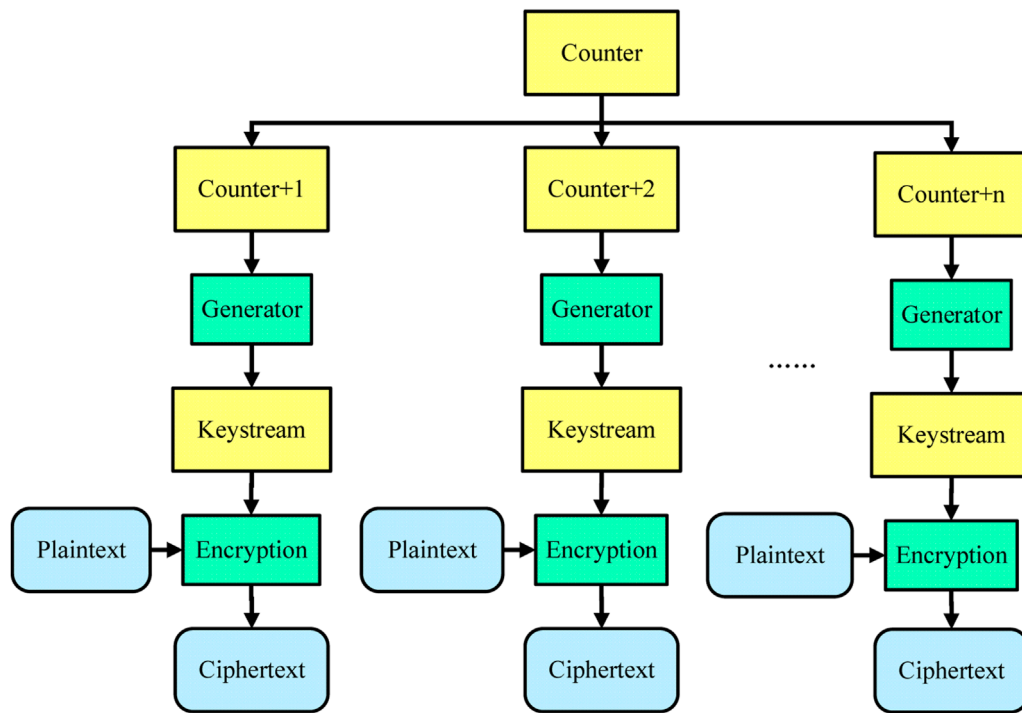 Counter
Counter+1
Counter+2
Counter+n
Generator
Generator
Generator
......
Keystream
Keystream
Keystream
Plaintext
Encryption
Plaintext
Encryption
Plaintext
Encryption
Ciphertext
Ciphertext
Ciphertext